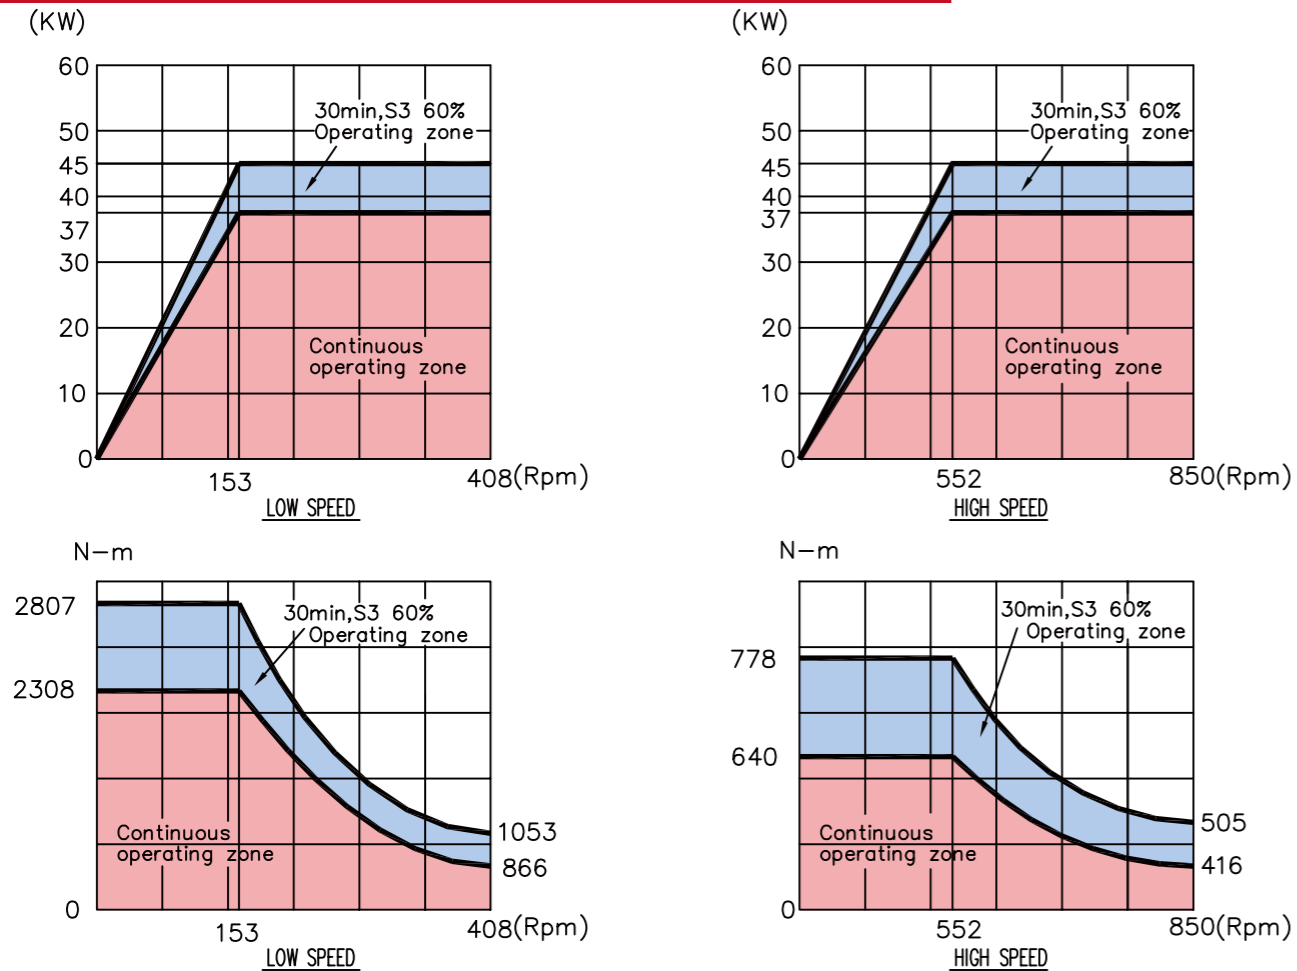 (KW)
60
50
45
40
37
30
20
10
0
30min,S3 60%
Operating zone
Continuous
operating zone
153
408(Rpm)
LOW SPEED
(KW)
60
50
45
40
37
30
20
10
0
30min,S3 60%
Operating zone
Continuous
operating zone
552
850(Rpm)
HIGH SPEED
N-m
2807
2308
0
30min,S3 60%
Operating zone
Continuous
operating zone
1053
866
153
408(Rpm)
LOW SPEED
N-m
778
640
0
30min,S3 60%
Operating zone
Continuous
operating zone
505
416
552
850(Rpm)
HIGH SPEED